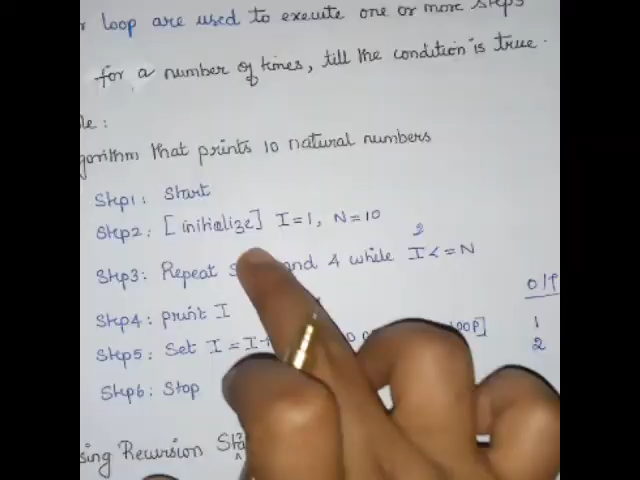 loop are used to execute one or more steps
for a number of times, till the condition is true.
gorithm that prints 10 natural numbers
Step1: Start
Step2: [initialize] I=1, N=10
2
Step3: Repeat and 4 while I<=N
O/P
Step4: print I
1
Step5: Set I=I+
2
Step6: Stop
sing Recursion